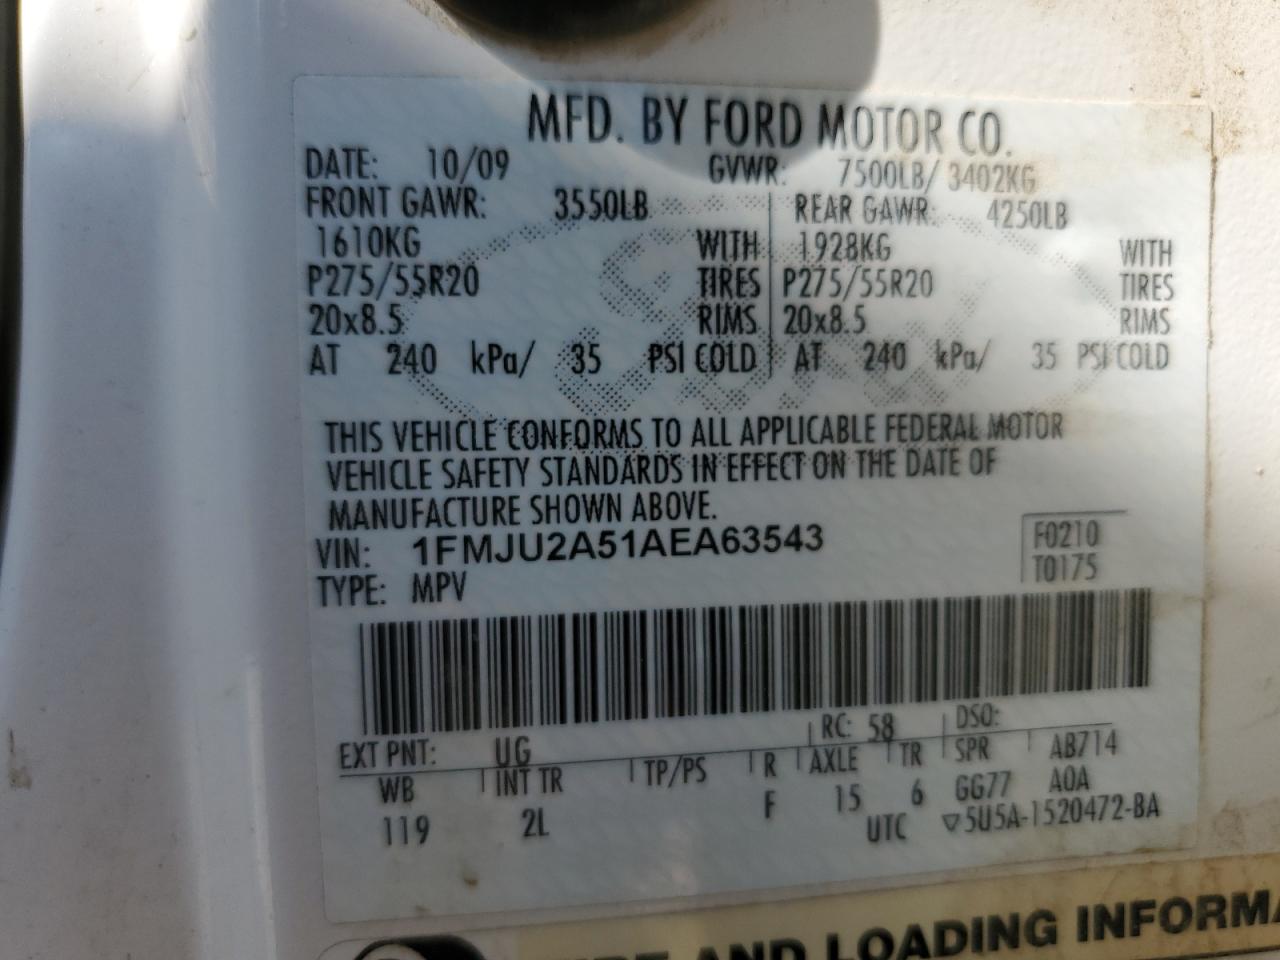 MFD. BY FORD MOTOR CO.
DATE: 10/09 GVWR: 7500LB/ 3402KG
FRONT GAWR: 3550LB REAR GAWR: 4250LB
1610KG WITH 1928KG WITH
P275/55R20 TIRES P275/55R20 TIRES
20x8.5 RIMS 20x8.5 RIMS
AT 240 kPa/ 35 PSI COLD AT 240 kPa/ 35 PSI COLD
THIS VEHICLE CONFORMS TO ALL APPLICABLE FEDERAL MOTOR
VEHICLE SAFETY STANDARDS IN EFFECT ON THE DATE OF
MANUFACTURE SHOWN ABOVE.
VIN: 1FMJU2A51AEA63543 F0210
TYPE: MPV T0175
EXT PNT: UG RC: 58 DSO:
WB INT TR TP/PS R AXLE TR SPR AB714
119 2L F 15 6 GG77 AOA
UTC ▽5U5A-1520472-BA
AND LOADING INFORMA